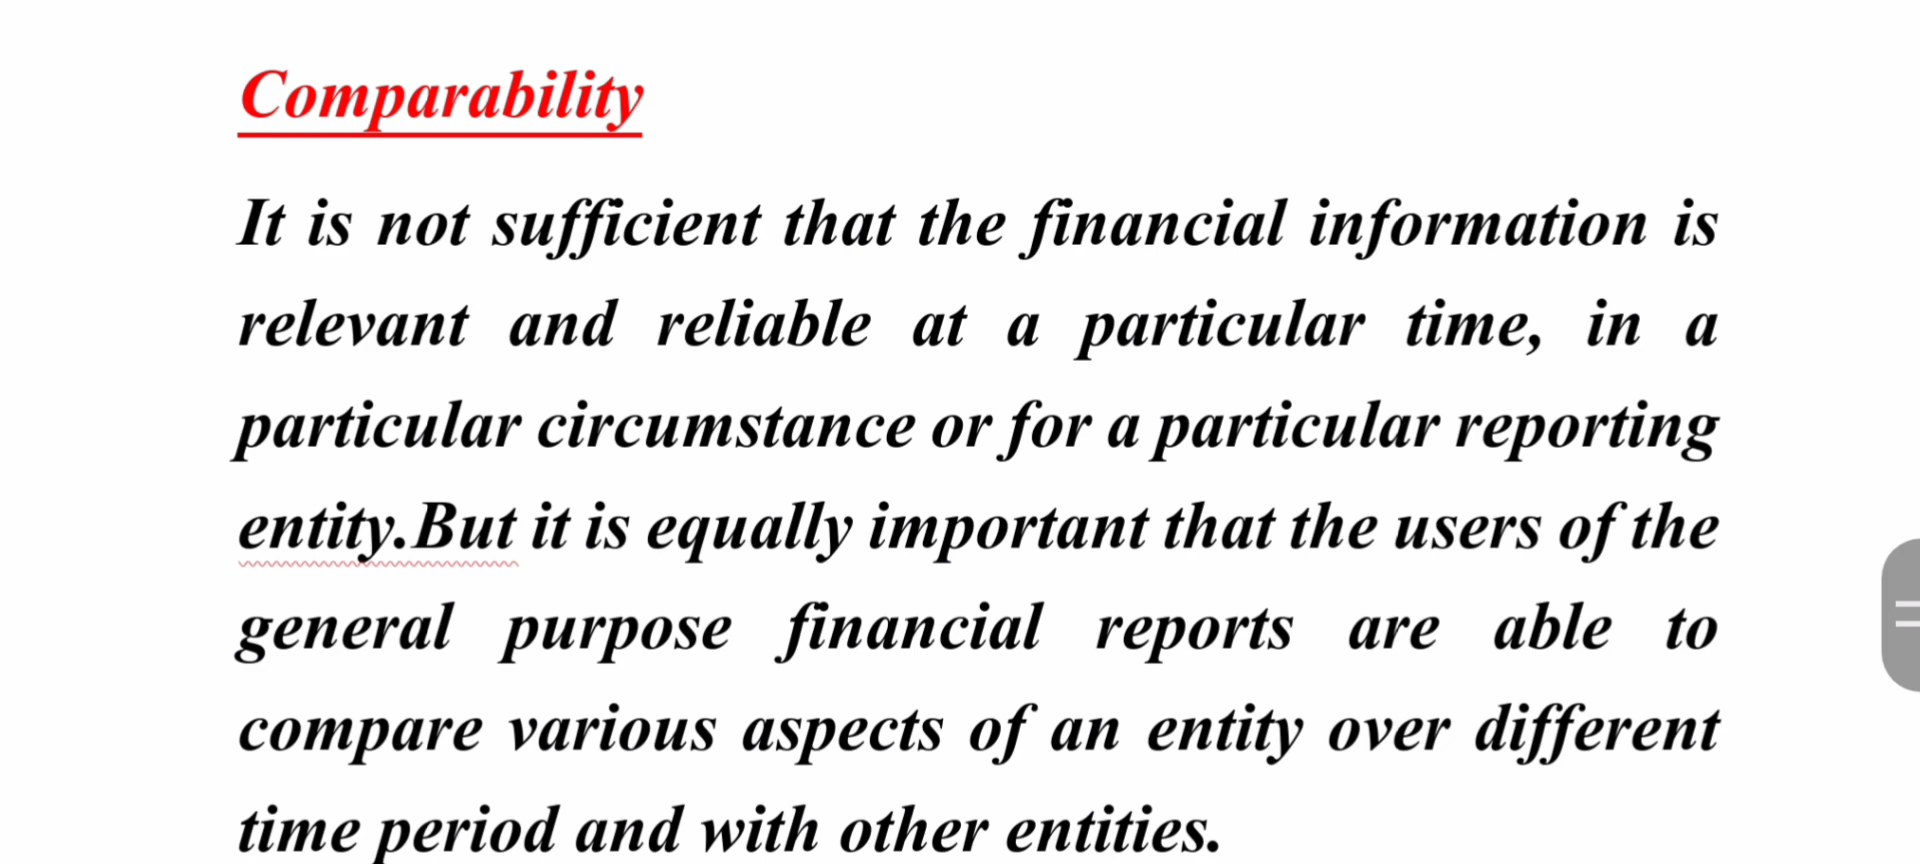 Comparability
It is not sufficient that the financial information is
relevant and reliable at a particular time, in a
particular circumstance or for a particular reporting
entity.But it is equally important that the users of the
general purpose financial reports are able to
compare various aspects of an entity over different
time period and with other entities.